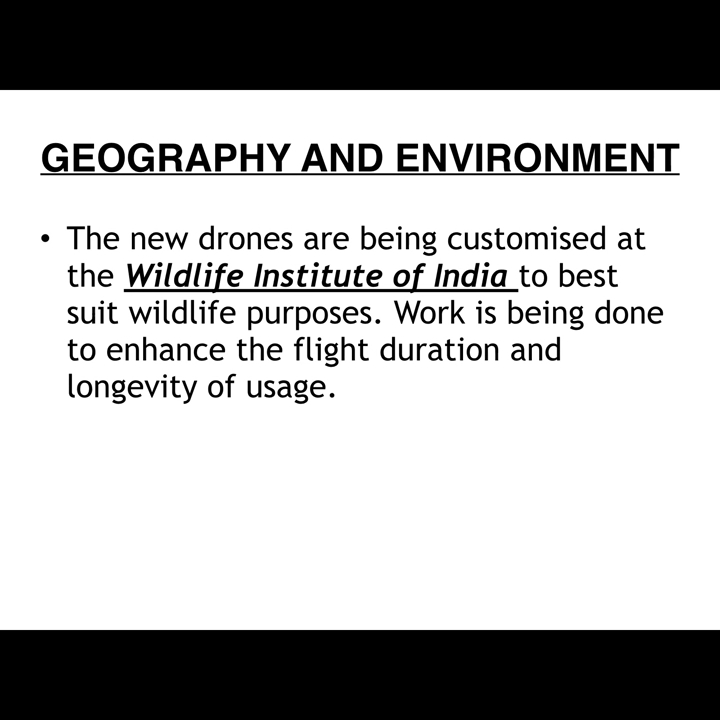 GEOGRAPHY AND ENVIRONMENT
• The new drones are being customised at
the Wildlife Institute of India to best
suit wildlife purposes. Work is being done
to enhance the flight duration and
longevity of usage.